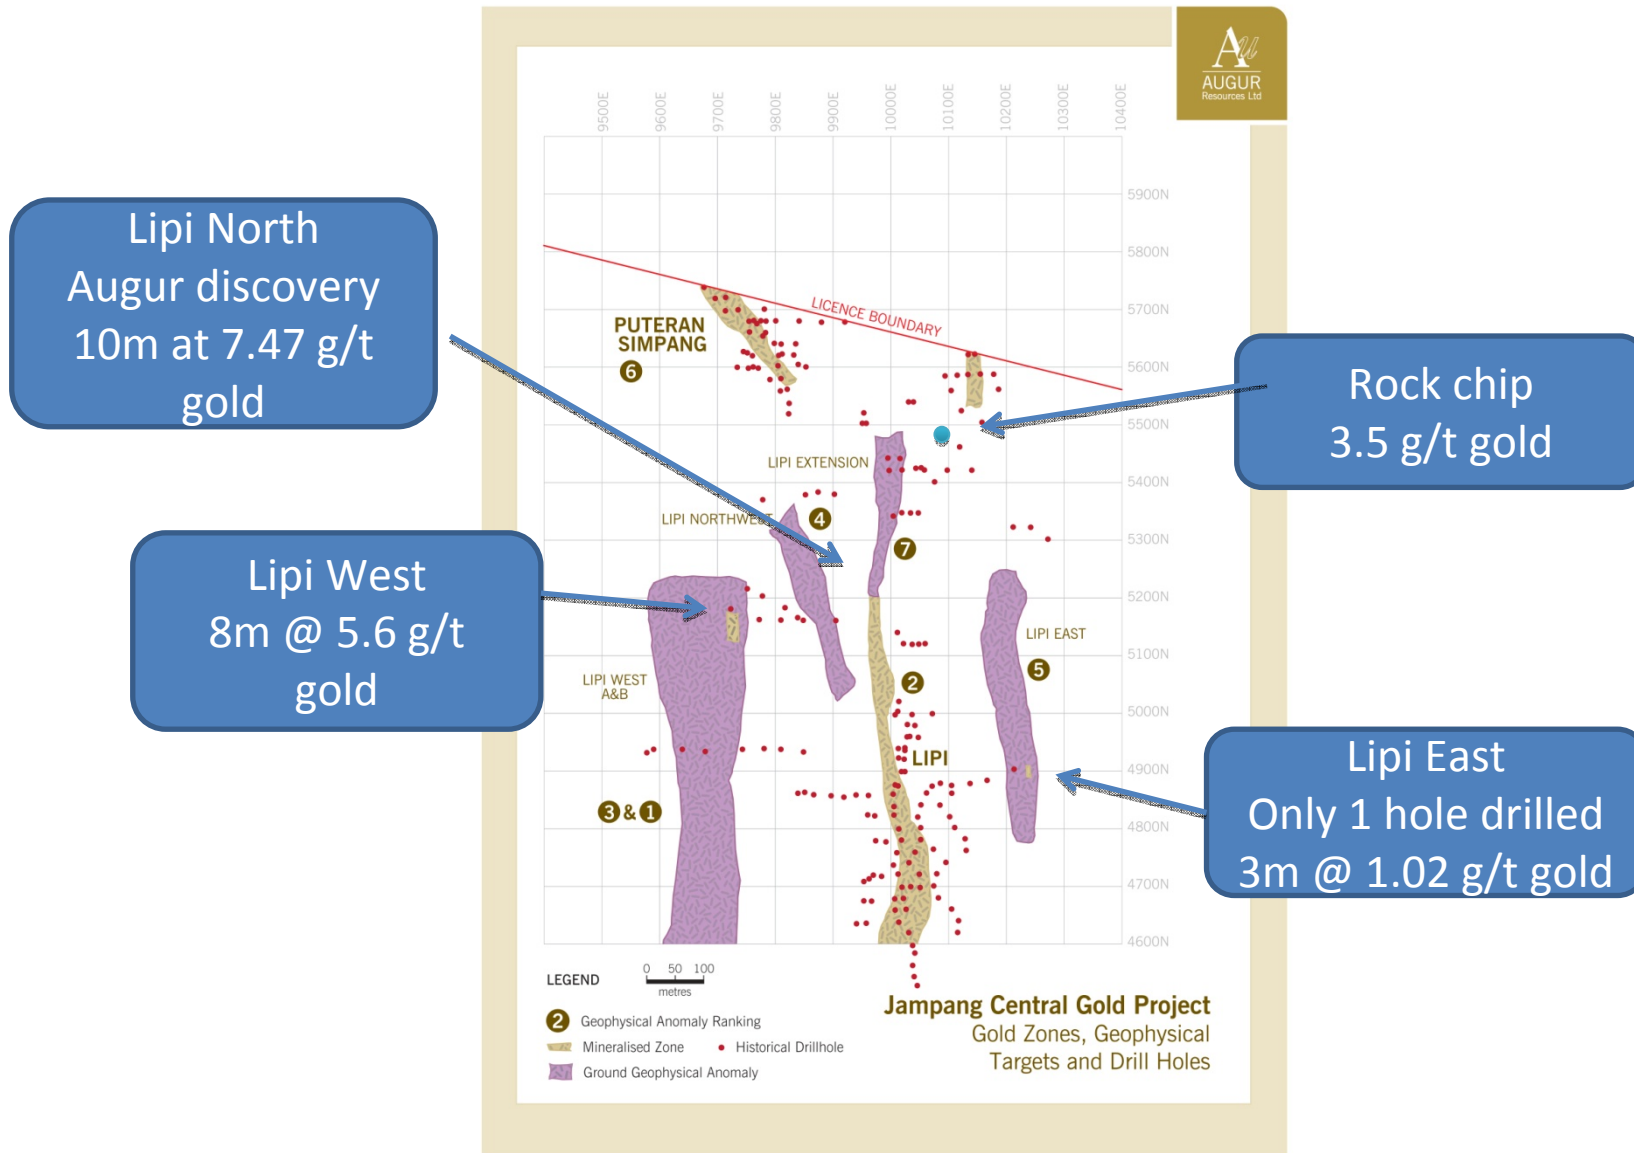 Au
AUGUR
Resources Ltd
9500E
9600E
9700E
9800E
9900E
10000E
10100E
10200E
10300E
10400E
5900N
5800N
5700N
5600N
5500N
5400N
5300N
5200N
5100N
5000N
4900N
4800N
4700N
4600N
Lipi North
Augur discovery
10m at 7.47 g/t
gold
LICENCE BOUNDARY
PUTERAN
SIMPANG
6
Rock chip
3.5 g/t gold
LIPI EXTENSION
LIPI NORTHWEST
4
7
Lipi West
8m @ 5.6 g/t
gold
LIPI EAST
5
LIPI WEST
A&B
2
LIPI
3 & 1
Lipi East
Only 1 hole drilled
3m @ 1.02 g/t gold
LEGEND
0 50 100
metres
2 Geophysical Anomaly Ranking
Mineralised Zone
Historical Drillhole
Ground Geophysical Anomaly
Jampang Central Gold Project
Gold Zones, Geophysical
Targets and Drill Holes